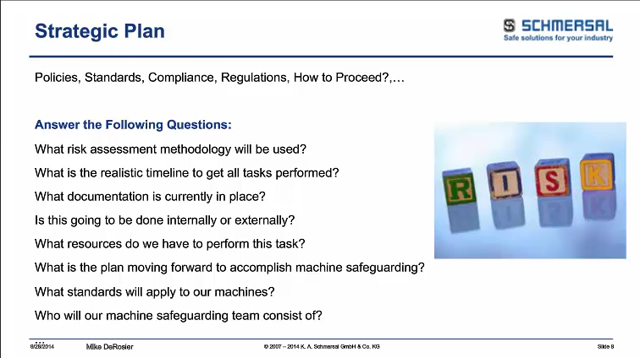 Strategic Plan
SCHMERSAL
Safe solutions for your industry
Policies, Standards, Compliance, Regulations, How to Proceed?,…
Answer the Following Questions:
What risk assessment methodology will be used?
What is the realistic timeline to get all tasks performed?
What documentation is currently in place?
Is this going to be done internally or externally?
What resources do we have to perform this task?
What is the plan moving forward to accomplish machine safeguarding?
What standards will apply to our machines?
Who will our machine safeguarding team consist of?
…
RISK
8/28/2014 Mike DeRosier © 2007 – 2014 K. A. Schmersal GmbH & Co. KG Slide 9